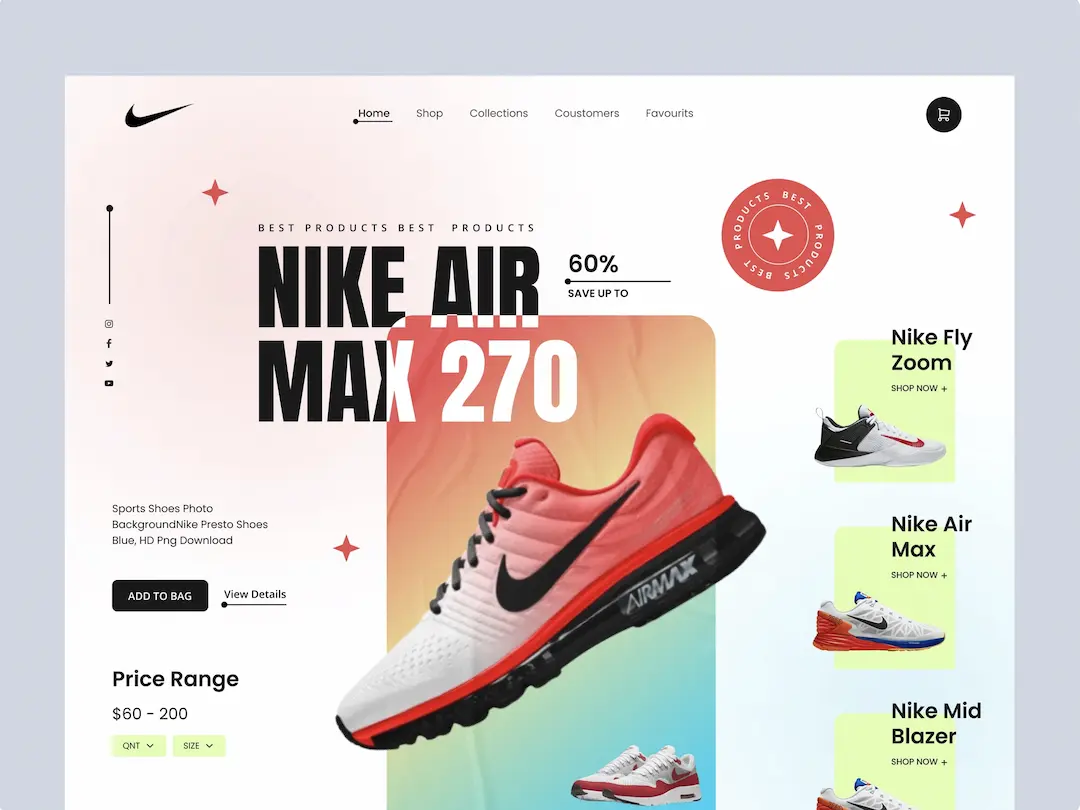 Home
Shop
Collections
Coustomers
Favourits
BEST PRODUCTS BEST PRODUCTS
NIKE AIR
MAX 270
60%
SAVE UP TO
BEST PRODUCTS BEST PRODUCTS
Nike Fly
Zoom
SHOP NOW +
Nike Air
Max
SHOP NOW +
Nike Mid
Blazer
SHOP NOW +
Sports Shoes Photo
BackgroundNike Presto Shoes
Blue, HD Png Download
ADD TO BAG
View Details
AIRMAX
Price Range
$60 - 200
QNT
SIZE